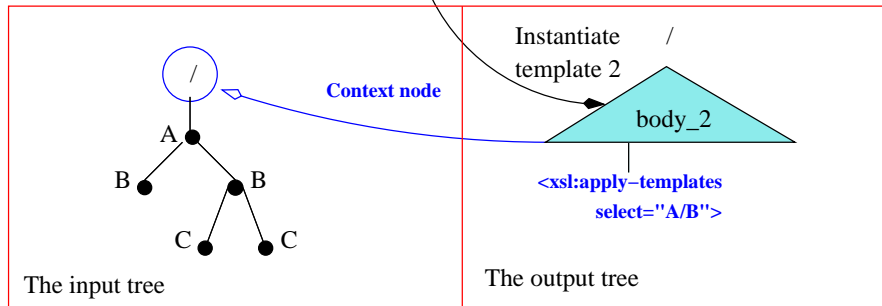 /
Context node
A
B
B
C
C
The input tree
Instantiate /
template 2
body_2
<xsl:apply−templates
select="A/B">
The output tree